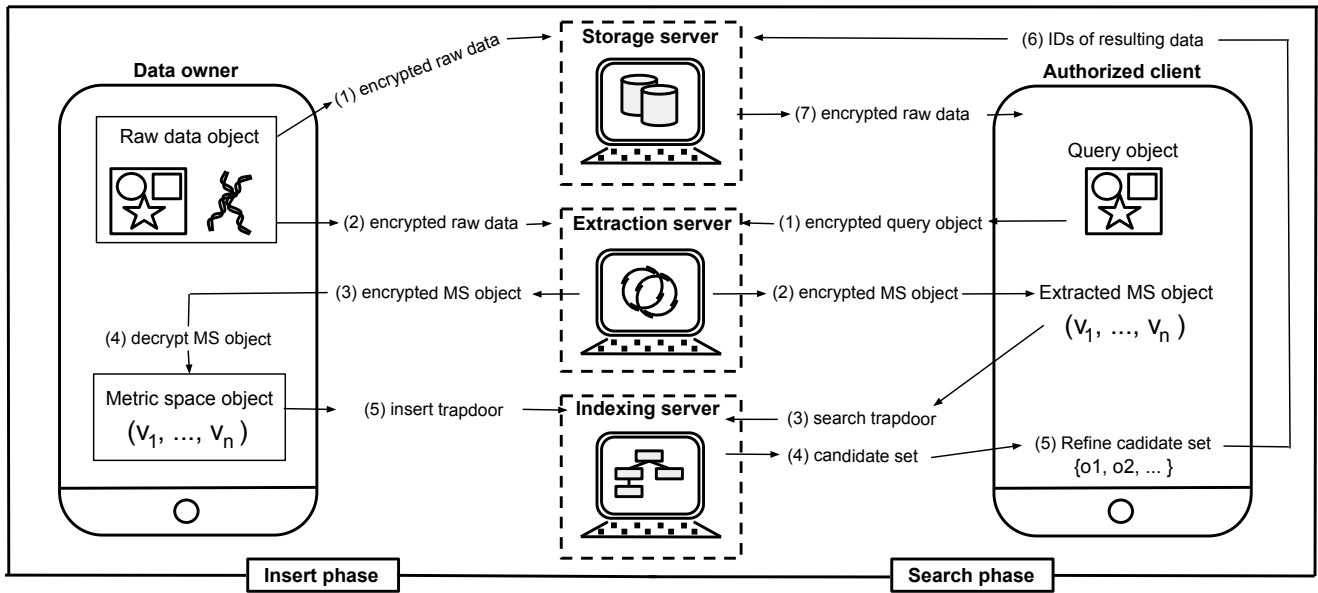 Data owner
Raw data object
(1) encrypted raw data
(2) encrypted raw data
(3) encrypted MS object
(4) decrypt MS object
Metric space object
(v1, ..., vn )
(5) insert trapdoor
Storage server
Extraction server
Indexing server
Authorized client
Query object
(1) encrypted query object
(2) encrypted MS object
Extracted MS object
(v1, ..., vn )
(3) search trapdoor
(4) candidate set
(5) Refine cadidate set
{o1, o2, ... }
(6) IDs of resulting data
(7) encrypted raw data
Insert phase
Search phase